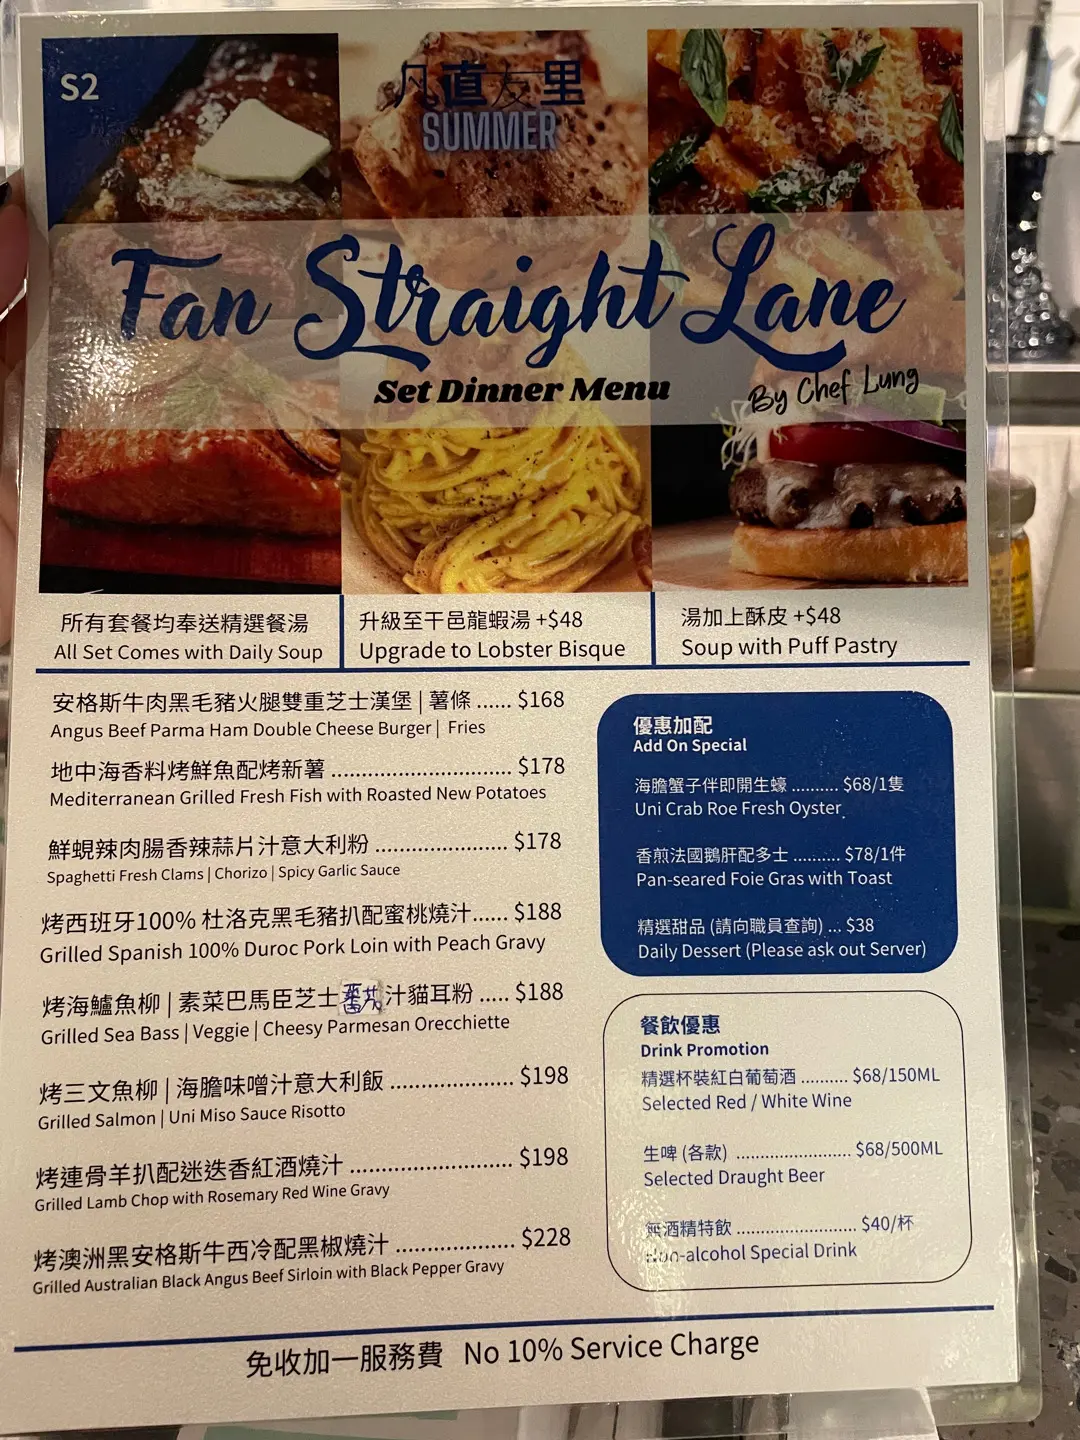 S2
凡直友里
SUMMER
Fan Straight Lane
Set Dinner Menu
By Chef Lung
所有套餐均奉送精選餐湯
All Set Comes with Daily Soup
升級至干邑龍蝦湯 +$48
Upgrade to Lobster Bisque
湯加上酥皮 +$48
Soup with Puff Pastry
安格斯牛肉黑毛豬火腿雙重芝士漢堡 | 薯條 ...... $168
Angus Beef Parma Ham Double Cheese Burger | Fries
地中海香料烤鮮魚配烤新薯 ............................ $178
Mediterranean Grilled Fresh Fish with Roasted New Potatoes
鮮蜆辣肉腸香辣蒜片汁意大利粉 ..................... $178
Spaghetti Fresh Clams | Chorizo | Spicy Garlic Sauce
烤西班牙100% 杜洛克黑毛豬扒配蜜桃燒汁...... $188
Grilled Spanish 100% Duroc Pork Loin with Peach Gravy
烤海鱸魚柳 | 素菜巴馬臣芝士番茄汁貓耳粉 ..... $188
Grilled Sea Bass | Veggie | Cheesy Parmesan Orecchiette
烤三文魚柳 | 海膽味噌汁意大利飯 ................... $198
Grilled Salmon | Uni Miso Sauce Risotto
烤連骨羊扒配迷迭香紅酒燒汁 ......................... $198
Grilled Lamb Chop with Rosemary Red Wine Gravy
烤澳洲黑安格斯牛西冷配黑椒燒汁 .................. $228
Grilled Australian Black Angus Beef Sirloin with Black Pepper Gravy
優惠加配
Add On Special
海膽蟹子伴即開生蠔 .......... $68/1隻
Uni Crab Roe Fresh Oyster
香煎法國鵝肝配多士 .......... $78/1件
Pan-seared Foie Gras with Toast
精選甜品 (請向職員查詢) ... $38
Daily Dessert (Please ask out Server)
餐飲優惠
Drink Promotion
精選杯裝紅白葡萄酒 .......... $68/150ML
Selected Red / White Wine
生啤 (各款) ........................ $68/500ML
Selected Draught Beer
無酒精特飲 ......................... $40/杯
Non-alcohol Special Drink
免收加一服務費 No 10% Service Charge